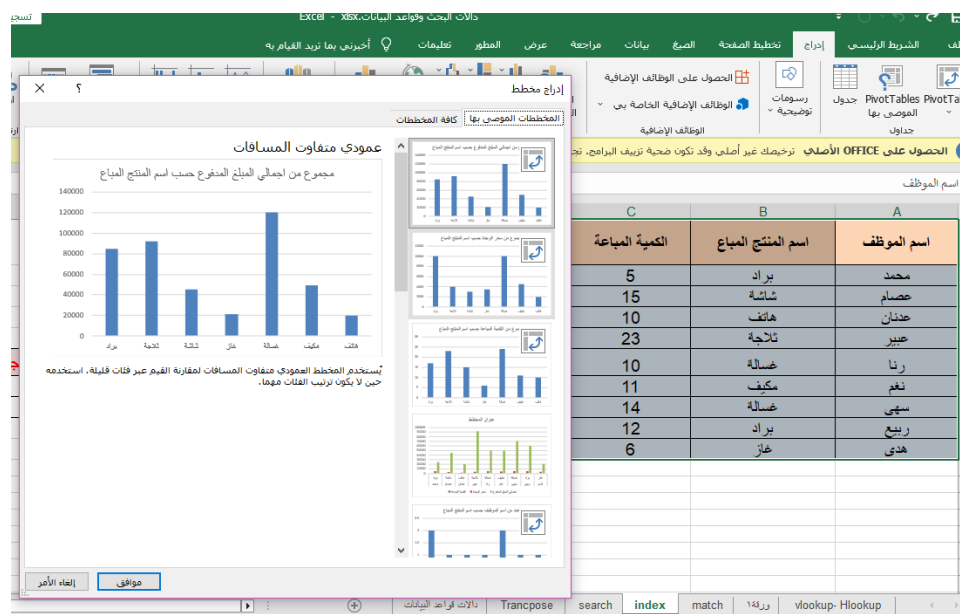 دالات البحث وقواعد البيانات.xlsx - Excel
الشريط الرئيسي إدراج تخطيط الصفحة الصيغ بيانات مراجعة عرض المطور تعليمات أخبرني بما تريد القيام به
PivotTables الموصى بها
جدول
جداول
رسومات توضيحية
الحصول على الوظائف الإضافية
الوظائف الإضافية الخاصة بي
الوظائف الإضافية
الحصول على OFFICE الأصلي ترخيصك غير أصلي وقد تكون ضحية تزييف البرامج.
اسم الموظف
A B C
اسم الموظف اسم المنتج المباع الكمية المباعة
محمد براد 5
عصام شاشة 15
عدنان هاتف 10
عبير ثلاجة 23
رنا غسالة 10
نغم مكيف 11
سهى غسالة 14
ربيع براد 12
هدى غاز 6
إدراج مخطط ؟
المخططات الموصى بها كافة المخططات
عمودي متفاوت المسافات
مجموع من اجمالي المبلغ المدفوع حسب اسم المنتج المباع
140000
120000
100000
80000
60000
40000
20000
0
براد ثلاجة شاشة غاز غسالة مكيف هاتف
يُستخدم المخطط العمودي متفاوت المسافات لمقارنة القيم عبر فئات قليلة. استخدمه
حين لا يكون ترتيب الفئات مهما.
عنوان المخطط
موافق إلغاء الأمر
vlookup- Hlookup ورقة١ match index search Trancpose دالات قواعد البيانات